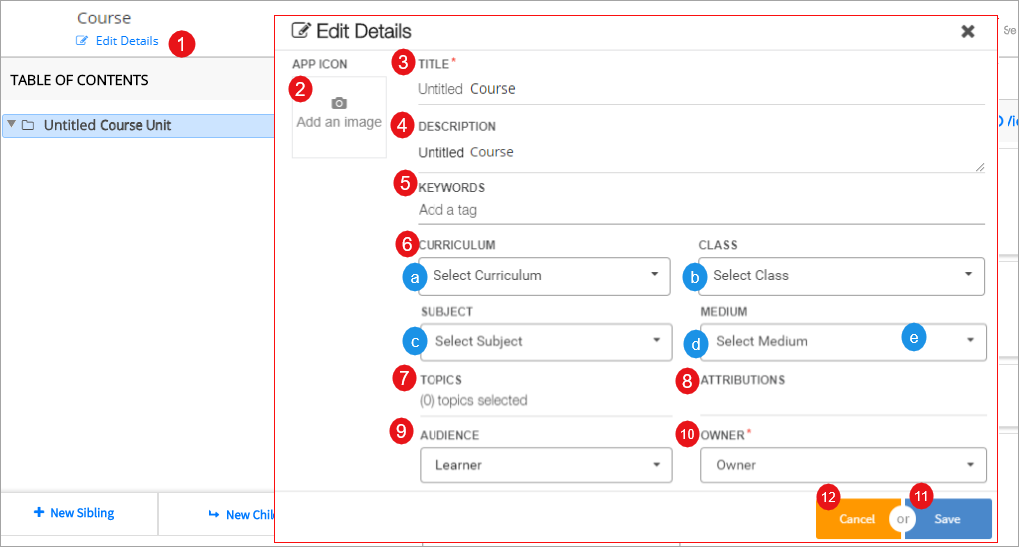 Course
Edit Details
1
TABLE OF CONTENTS
Untitled Course Unit
+ New Sibling
New Chil
Edit Details
APP ICON
2
Add an image
3
TITLE*
Untitled Course
4
DESCRIPTION
Untitled Course
5
KEYWORDS
Add a tag
6
CURRICULUM
CLASS
a
Select Curriculum
b
Select Class
SUBJECT
MEDIUM
c
Select Subject
d
Select Medium
e
7
TOPICS
8
ATTRIBUTIONS
(0) topics selected
9
AUDIENCE
10
OWNER*
Learner
Owner
12
11
Cancel
or
Save